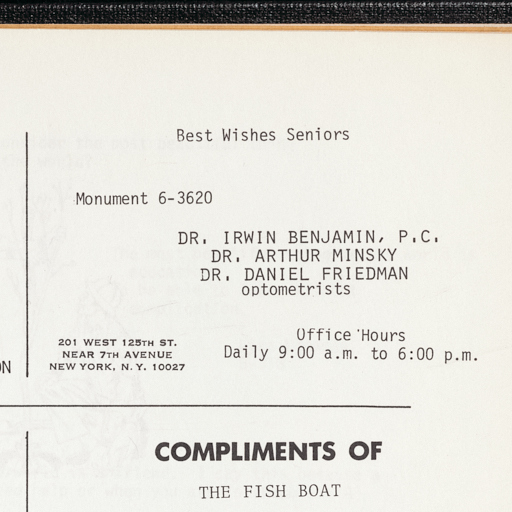 Best Wishes Seniors
Monument 6-3620
DR. IRWIN BENJAMIN, P.C.
DR. ARTHUR MINSKY
DR. DANIEL FRIEDMAN
optometrists
Office Hours
Daily 9:00 a.m. to 6:00 p.m.
201 WEST 125TH ST.
NEAR 7TH AVENUE
NEW YORK, N.Y. 10027
ON
COMPLIMENTS OF
THE FISH BOAT